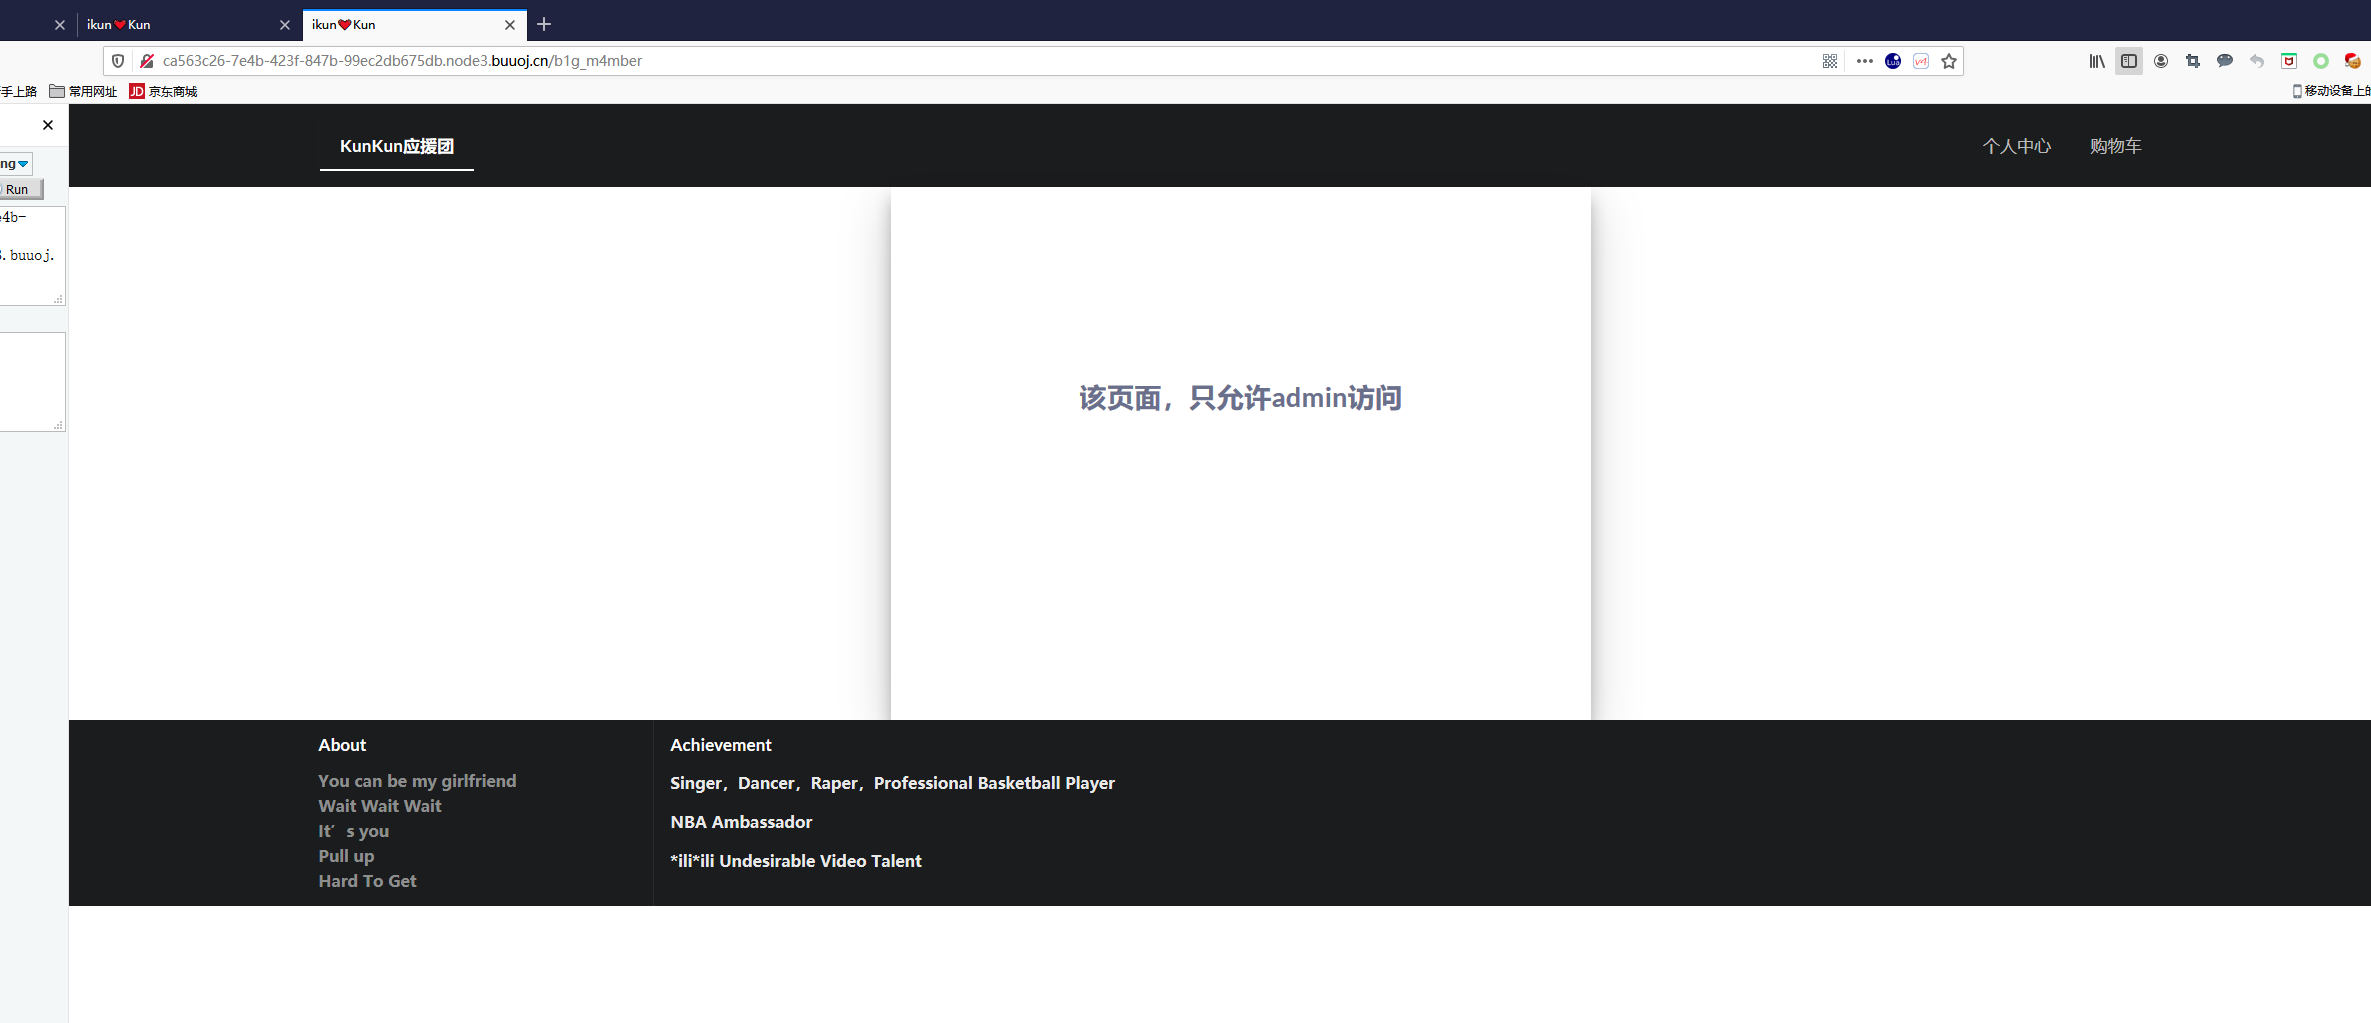 ikun❤Kun
ikun❤Kun
ca563c26-7e4b-423f-847b-99ec2db675db.node3.buuoj.cn/b1g_m4mber
手上路 常用网址 JD 京东商城
移动设备上的
KunKun应援团
个人中心 购物车
ng
Run
e4b-
.buuoj.
该页面，只允许admin访问
About
You can be my girlfriend
Wait Wait Wait
It’s you
Pull up
Hard To Get
Achievement
Singer，Dancer，Raper，Professional Basketball Player
NBA Ambassador
*ili*ili Undesirable Video Talent